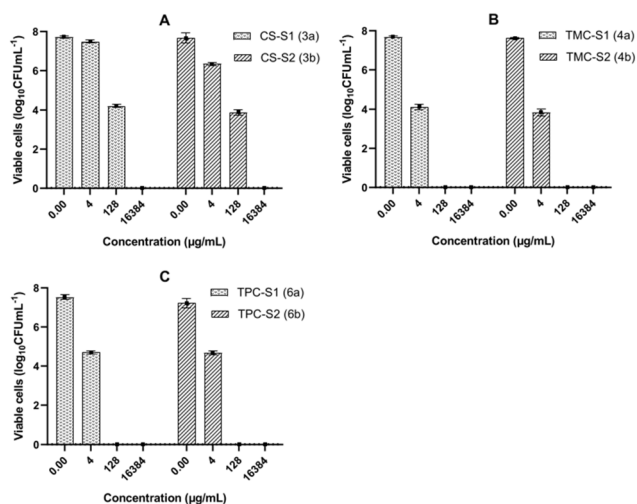 A
CS-S1 (3a)
CS-S2 (3b)
Viable cells (log10CFUmL-1)
8
6
4
2
0
0.00 4 128 16384 0.00 4 128 16384
Concentration (µg/mL)
B
TMC-S1 (4a)
TMC-S2 (4b)
Viable cells (log10CFUmL-1)
8
6
4
2
0
0.00 4 128 16384 0.00 4 128 16384
Concentration (µg/mL)
C
TPC-S1 (6a)
TPC-S2 (6b)
Viable cells (log10CFUmL-1)
8
6
4
2
0
0.00 4 128 16384 0.00 4 128 16384
Concentration (µg/mL)